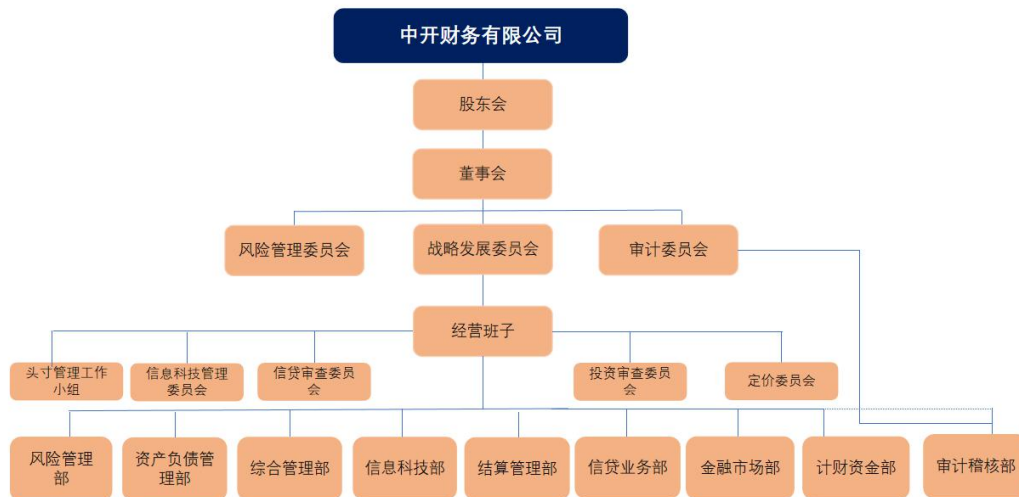 中开财务有限公司
股东会
董事会
风险管理委员会
战略发展委员会
审计委员会
经营班子
头寸管理工作
小组
信息科技管理
委员会
信贷审查委员
会
投资审查委员
会
定价委员会
风险管理
部
资产负债管
理部
综合管理部
信息科技部
结算管理部
信贷业务部
金融市场部
计财资金部
审计稽核部